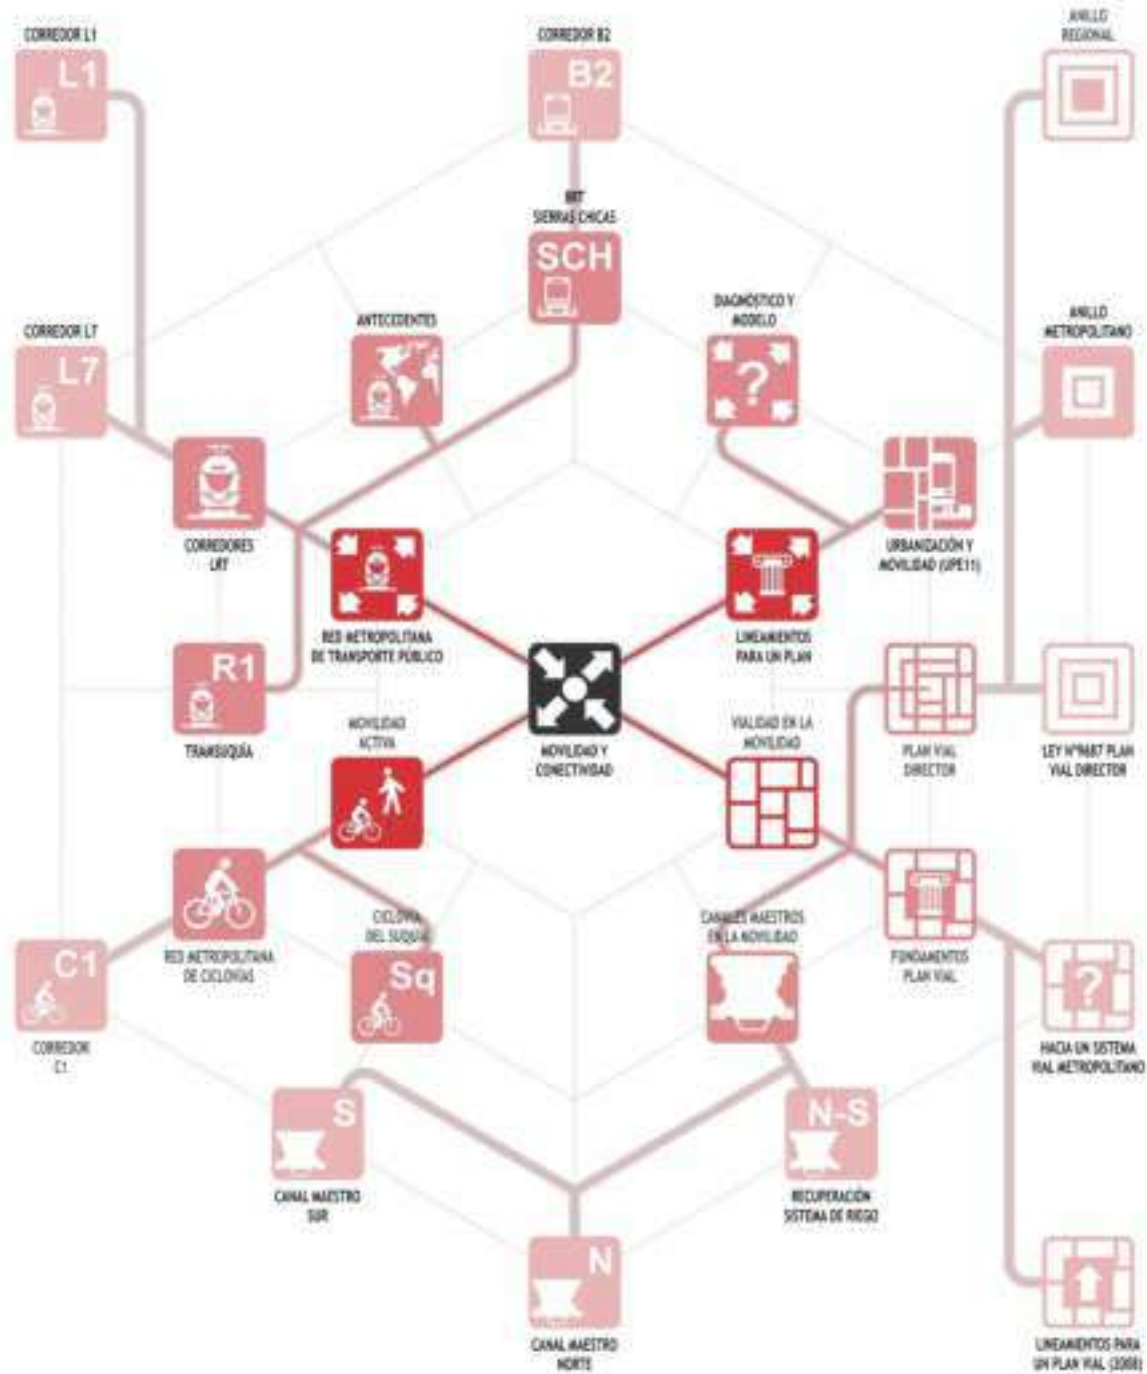 CORREDOR L1
L1
CORREDOR B2
B2
ANILLO
REGIONAL
BRT
SIERRAS CHICAS
SCH
CORREDOR L7
L7
ANTECEDENTES
DIAGNÓSTICO Y
MODELO
?
ANILLO
METROPOLITANO
CORREDORES
LRT
URBANIZACIÓN Y
MOVILIDAD (UPE11)
RED METROPOLITANA
DE TRANSPORTE PÚBLICO
LINEAMIENTOS
PARA UN PLAN
R1
TRAMSUQUÍA
MOVILIDAD
ACTIVA
MOVILIDAD Y
CONECTIVIDAD
VIALIDAD EN LA
MOVILIDAD
PLAN VIAL
DIRECTOR
LEY Nº9687 PLAN
VIAL DIRECTOR
RED METROPOLITANA
DE CICLOVÍAS
CICLOVIA
DEL SUQUÍA
Sq
CANALES MAESTROS
EN LA MOVILIDAD
FUNDAMENTOS
PLAN VIAL
C1
CORREDOR
C1
?
HACIA UN SISTEMA
VIAL METROPOLITANO
S
CANAL MAESTRO
SUR
N-S
RECUPERACIÓN
SISTEMA DE RIEGO
N
CANAL MAESTRO
NORTE
LINEAMIENTOS PARA
UN PLAN VIAL (2008)